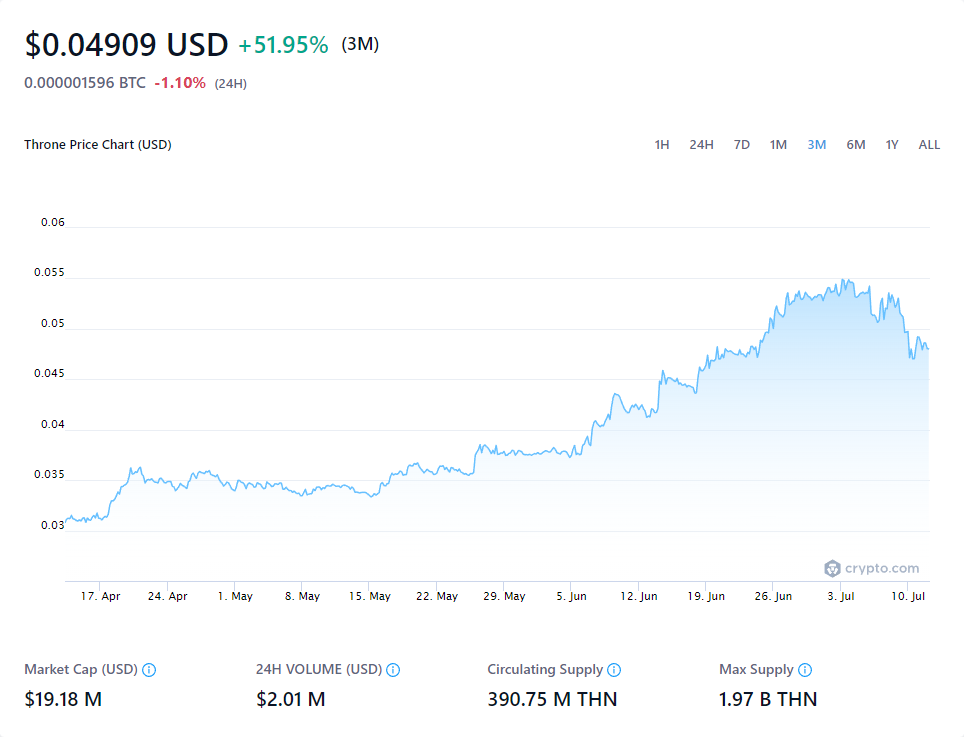 $0.04909 USD +51.95% (3M)
0.000001596 BTC -1.10% (24H)
Throne Price Chart (USD) 1H 24H 7D 1M 3M 6M 1Y ALL
0.06
0.055
0.05
0.045
0.04
0.035
0.03
crypto.com
17. Apr 24. Apr 1. May 8. May 15. May 22. May 29. May 5. Jun 12. Jun 19. Jun 26. Jun 3. Jul 10. Jul
Market Cap (USD) 24H VOLUME (USD) Circulating Supply Max Supply
$19.18 M $2.01 M 390.75 M THN 1.97 B THN